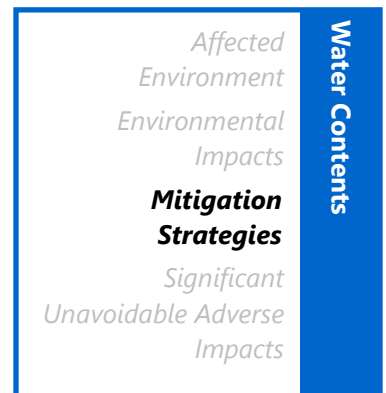 Affected
Environment
Environmental
Impacts
Mitigation
Strategies
Significant
Unavoidable Adverse
Impacts
Water Contents